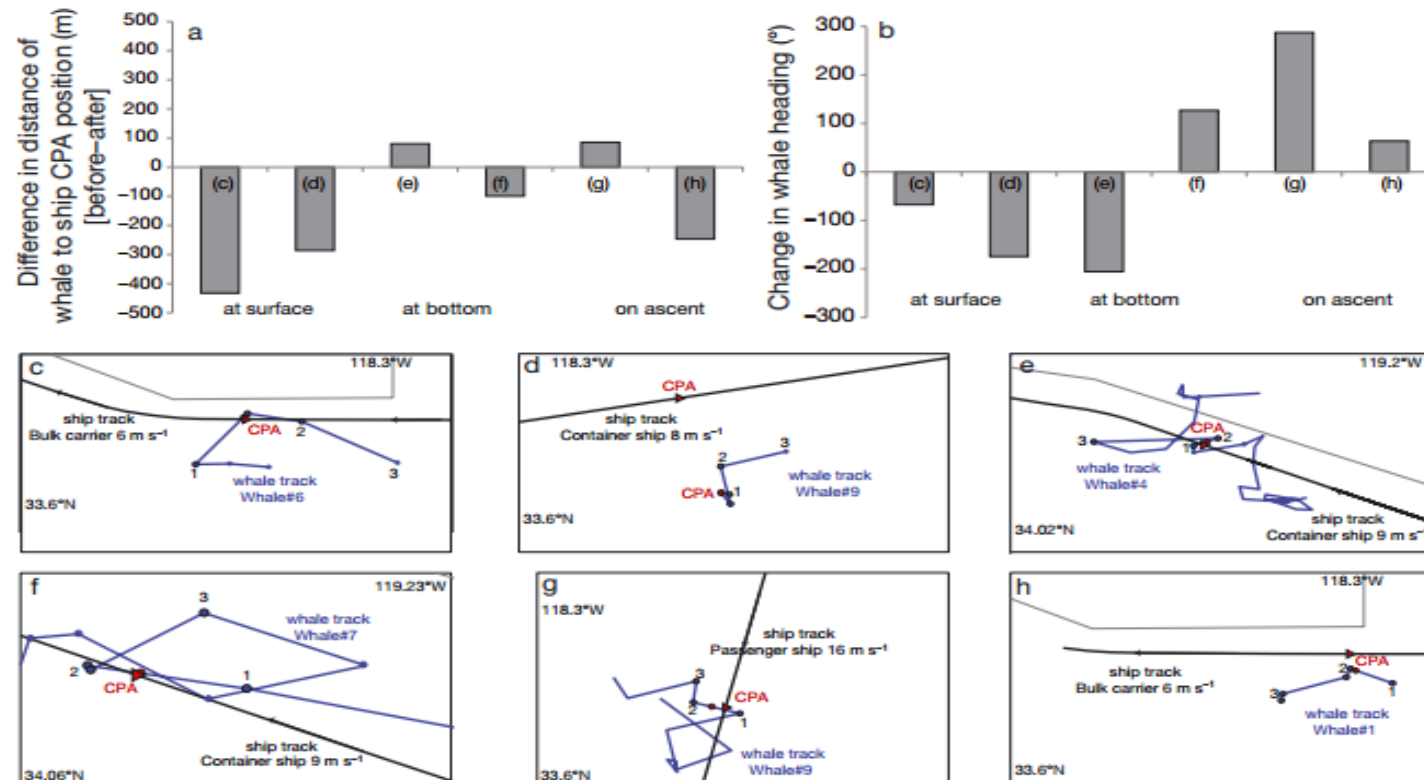 a
Difference in distance of
whale to ship CPA position (m)
[before–after]
500
400
300
200
100
0
–100
–200
–300
–400
–500
(c)
(d)
(e)
(f)
(g)
(h)
at surface
at bottom
on ascent
b
Change in whale heading (°)
300
200
100
0
–100
–200
–300
(c)
(d)
(e)
(f)
(g)
(h)
at surface
at bottom
on ascent
c
118.3°W
ship track
Bulk carrier 6 m s⁻¹
CPA
2
1
3
whale track
Whale#6
33.6°N
d
118.3°W
CPA
ship track
Container ship 8 m s⁻¹
3
2
CPA
1
whale track
Whale#9
33.6°N
e
119.2°W
CPA
3
1
2
whale track
Whale#4
ship track
Container ship 9 m s⁻¹
34.02°N
f
119.23°W
3
whale track
Whale#7
2
1
CPA
ship track
Container ship 9 m s⁻¹
34.06°N
g
118.3°W
ship track
Passenger ship 16 m s⁻¹
3
CPA
2
1
whale track
Whale#9
33.6°N
h
118.3°W
ship track
Bulk carrier 6 m s⁻¹
CPA
2
3
1
whale track
Whale#1
33.6°N